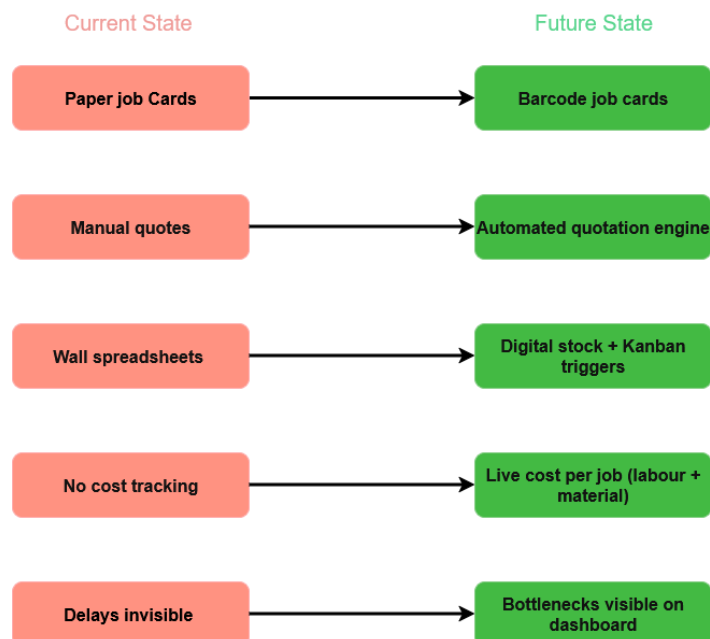 Current State
Future State
Paper job Cards
Barcode job cards
Manual quotes
Automated quotation engine
Wall spreadsheets
Digital stock + Kanban
triggers
No cost tracking
Live cost per job (labour +
material)
Delays invisible
Bottlenecks visible on
dashboard